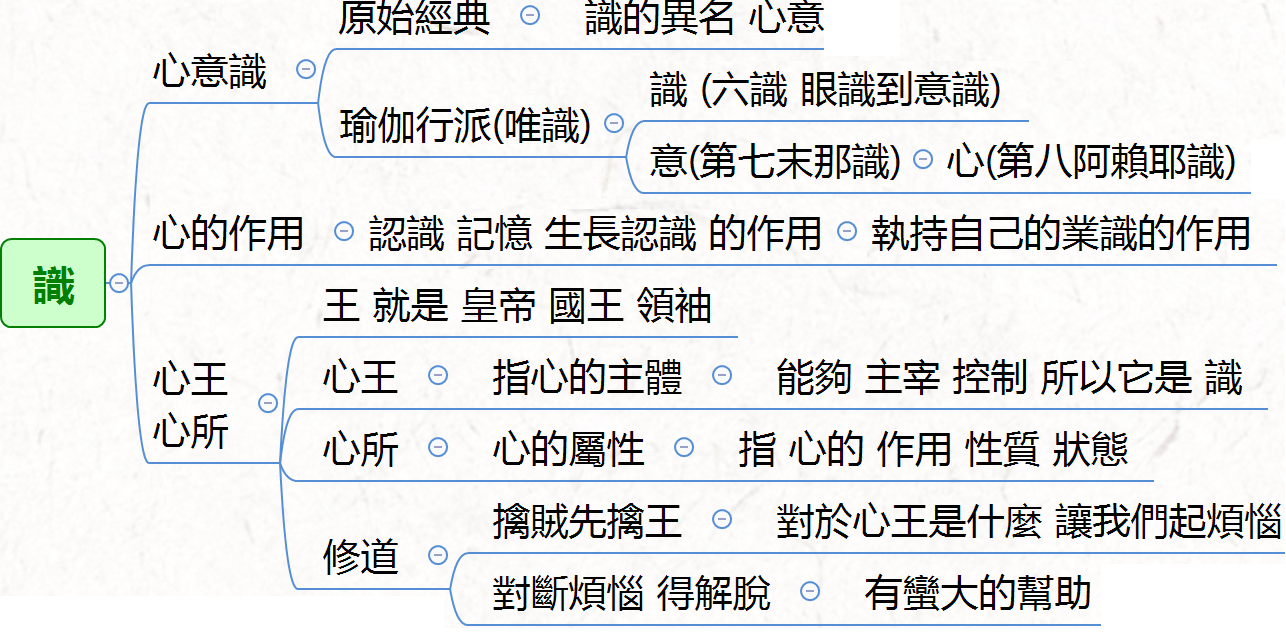 原始經典 識的異名 心意
心意識
識 (六識 眼識到意識)
瑜伽行派(唯識)
意(第七末那識) 心(第八阿賴耶識)
心的作用 認識 記憶 生長認識 的作用 執持自己的業識的作用
識
王 就是 皇帝 國王 領袖
心王
心所
心王 指心的主體 能夠 主宰 控制 所以它是 識
心所 心的屬性 指 心的 作用 性質 狀態
擒賊先擒王 對於心王是什麼 讓我們起煩惱
修道
對斷煩惱 得解脫 有蠻大的幫助